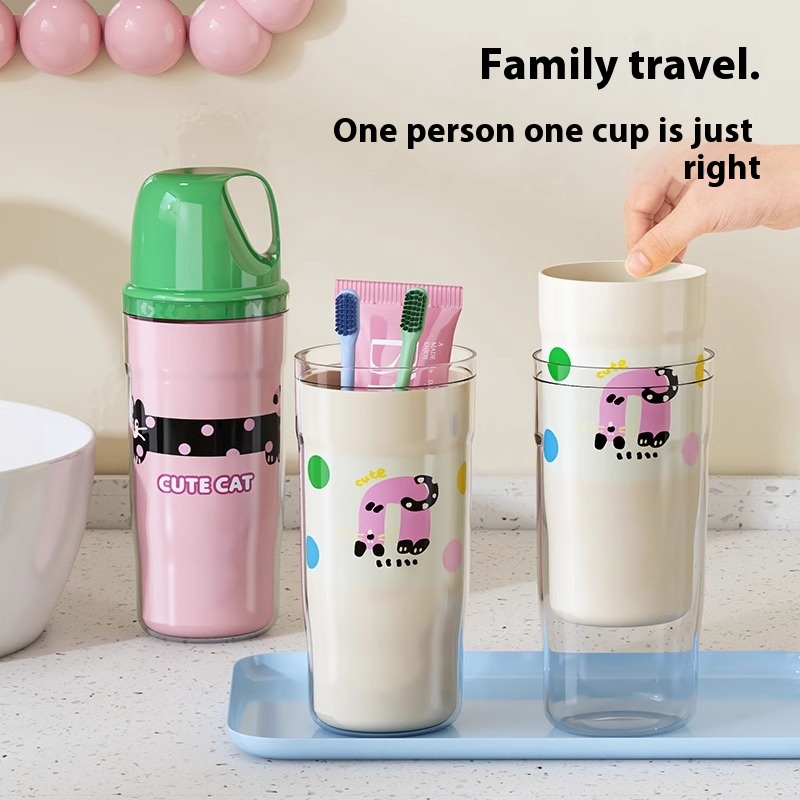 Family travel.
One person one cup is just
right
CUTE CAT
cute
cute